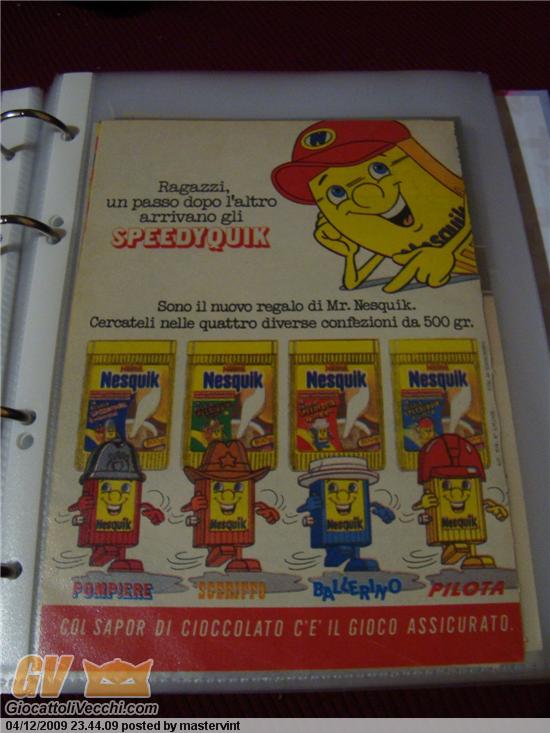 Ragazzi,
un passo dopo l'altro
arrivano gli
SPEEDYQUIK
Nesquik
Sono il nuovo regalo di Mr. Nesquik.
Cercateli nelle quattro diverse confezioni da 500 gr.
Nesquik Nesquik Nesquik Nesquik
Nesquik Nesquik Nesquik Nesquik
POMPIERE SCERIFFO BALLERINO PILOTA
COL SAPOR DI CIOCCOLATO C'E' IL GIOCO ASSICURATO.
GV
GiocattoliVecchi.com
04/12/2009 23.44.09 posted by mastervint